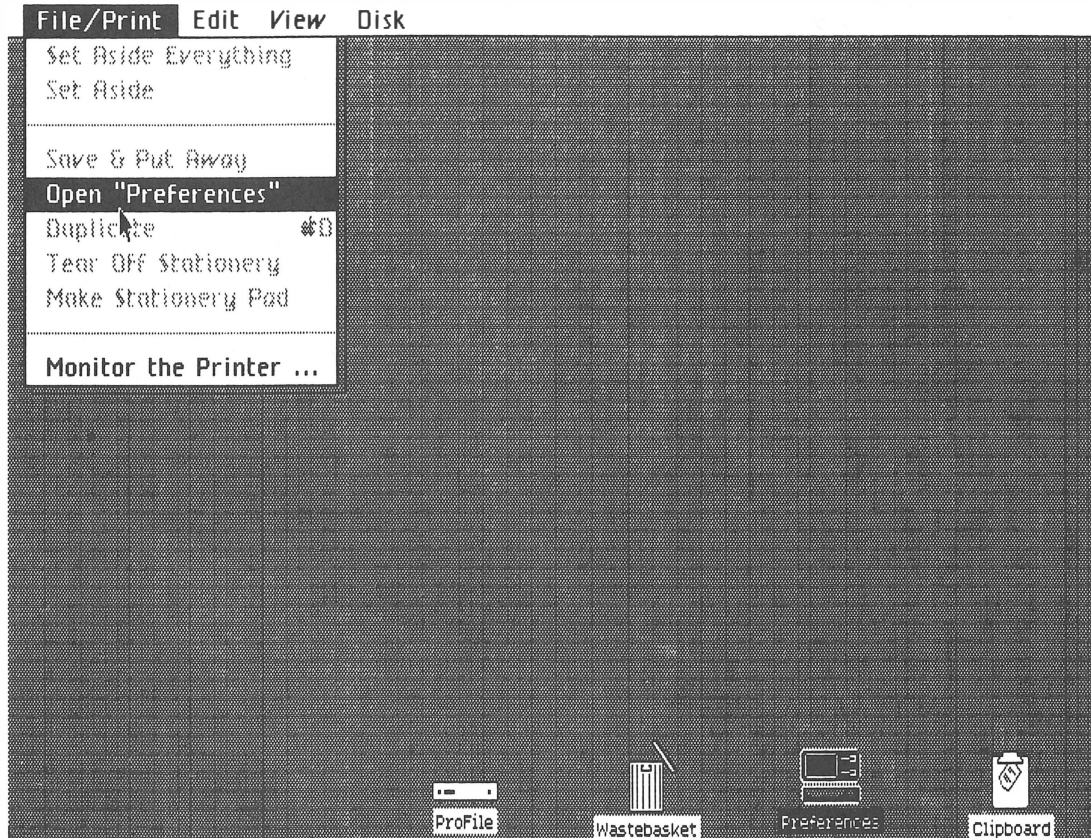 File/Print Edit View Disk
Set Aside Everything
Set Aside
Save & Put Away
Open "Preferences"
Duplicate D
Tear Off Stationery
Make Stationery Pad
Monitor the Printer ...
ProFile Wastebasket Preferences Clipboard